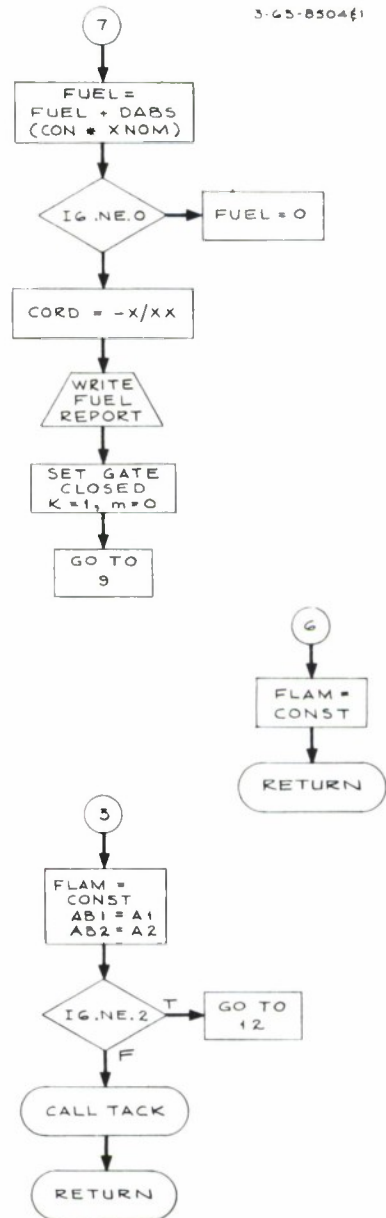 3-65-8504¢1
7
FUEL =
FUEL + DABS
(CON * XNOM)
IG.NE.0
FUEL = 0
CORD = -X/XX
WRITE
FUEL
REPORT
SET GATE
CLOSED
K = 1, m = 0
GO TO
9
6
FLAM =
CONST
RETURN
3
FLAM =
CONST
AB1 = A1
AB2 = A2
IG.NE.2
T
GO TO
12
F
CALL TACK
RETURN